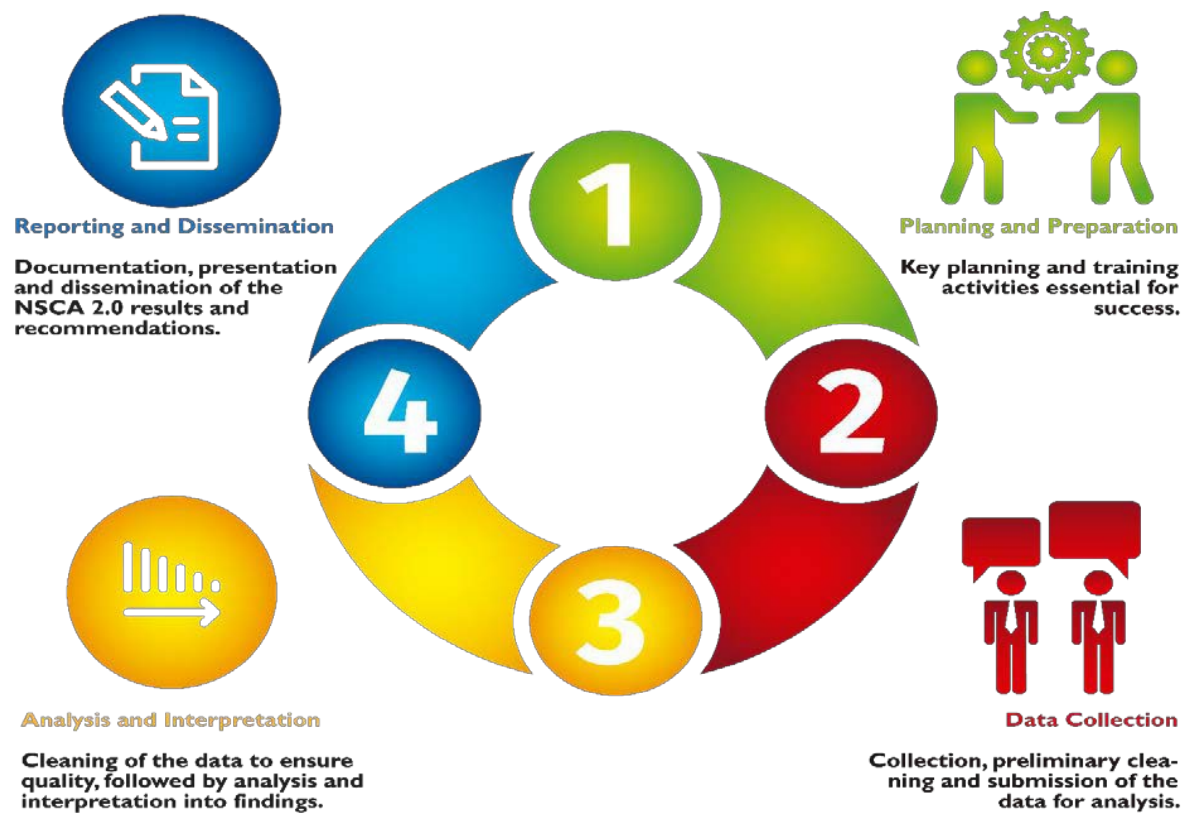 Reporting and Dissemination
Documentation, presentation
and dissemination of the
NSCA 2.0 results and
recommendations.
Planning and Preparation
Key planning and training
activities essential for
success.
1
2
3
4
Analysis and Interpretation
Cleaning of the data to ensure
quality, followed by analysis and
interpretation into findings.
Data Collection
Collection, preliminary clea-
ning and submission of the
data for analysis.